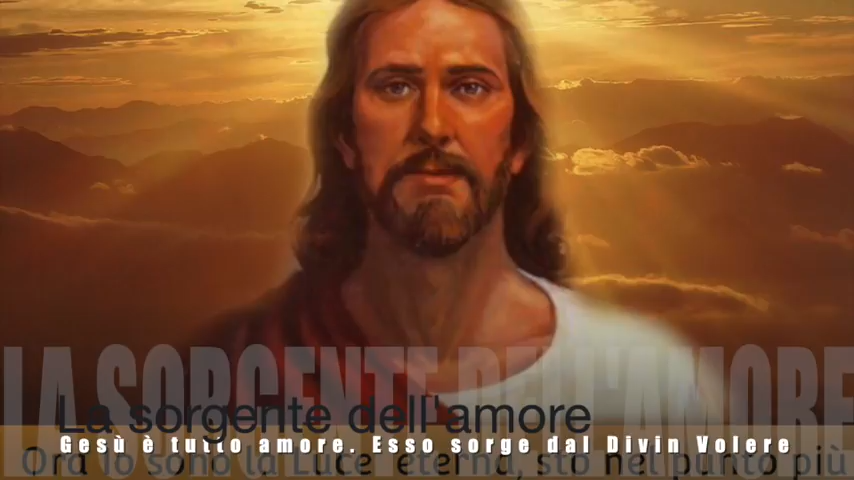 LA SORGENTE DELL'AMORE
La sorgente dell'amore
Gesù è tutto amore. Esso sorge dal Divin Volere
Ora Io sono la Luce eterna, sto nel punto più